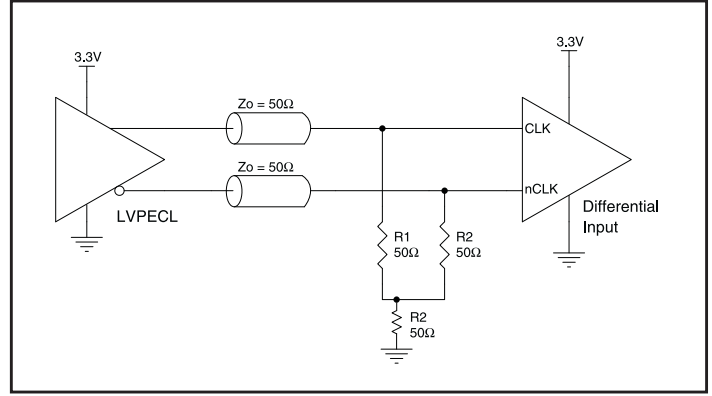 3.3V
3.3V
Zo = 50Ω
CLK
Zo = 50Ω
nCLK
LVPECL
Differential
Input
R1
50Ω
R2
50Ω
R2
50Ω